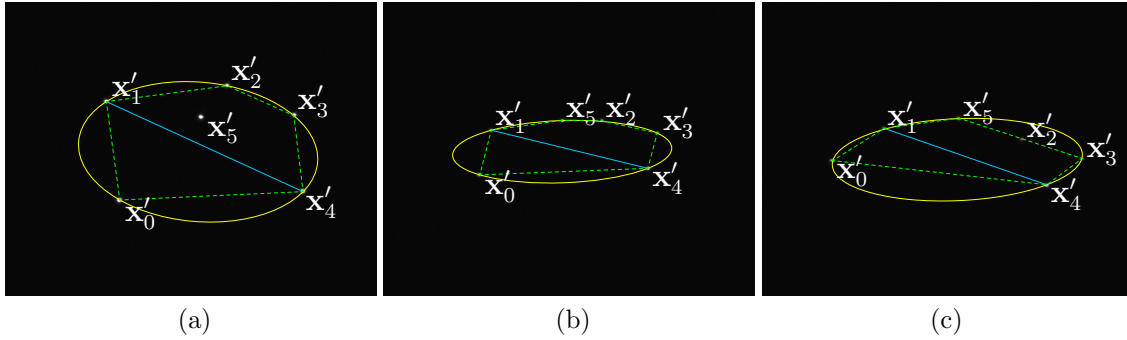 x′₁ x′₂ x′₃ x′₅ x′₀ x′₄
x′₁ x′₅ x′₂ x′₃ x′₀ x′₄
x′₁ x′₅ x′₂ x′₃ x′₀ x′₄
(a) (b) (c)